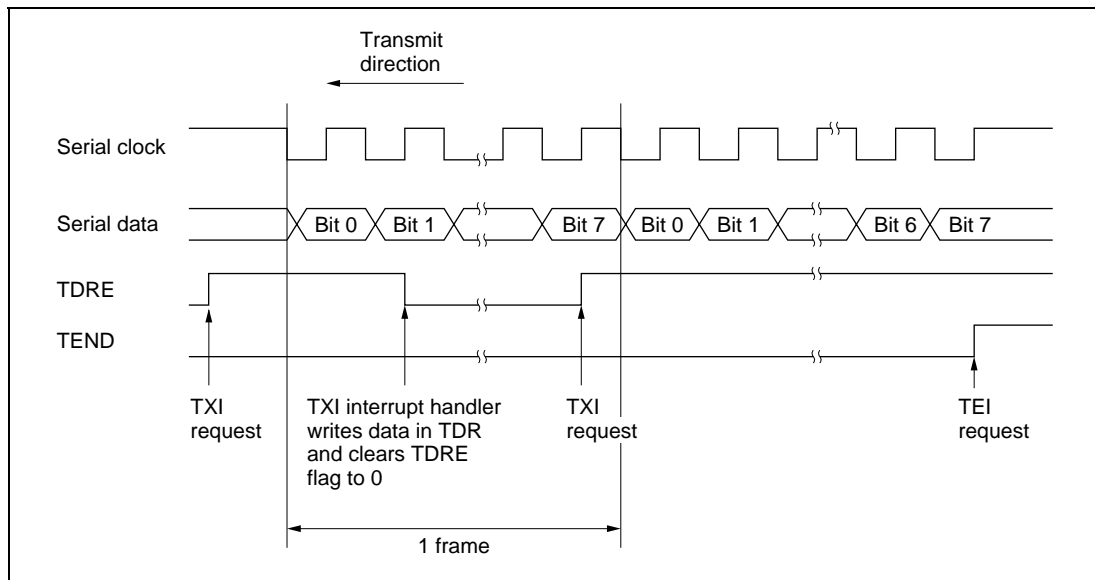 Transmit
direction
Serial clock
Serial data
Bit 0
Bit 1
Bit 7
Bit 0
Bit 1
Bit 6
Bit 7
TDRE
TEND
TXI
request
TXI interrupt handler
writes data in TDR
and clears TDRE
flag to 0
TXI
request
TEI
request
1 frame